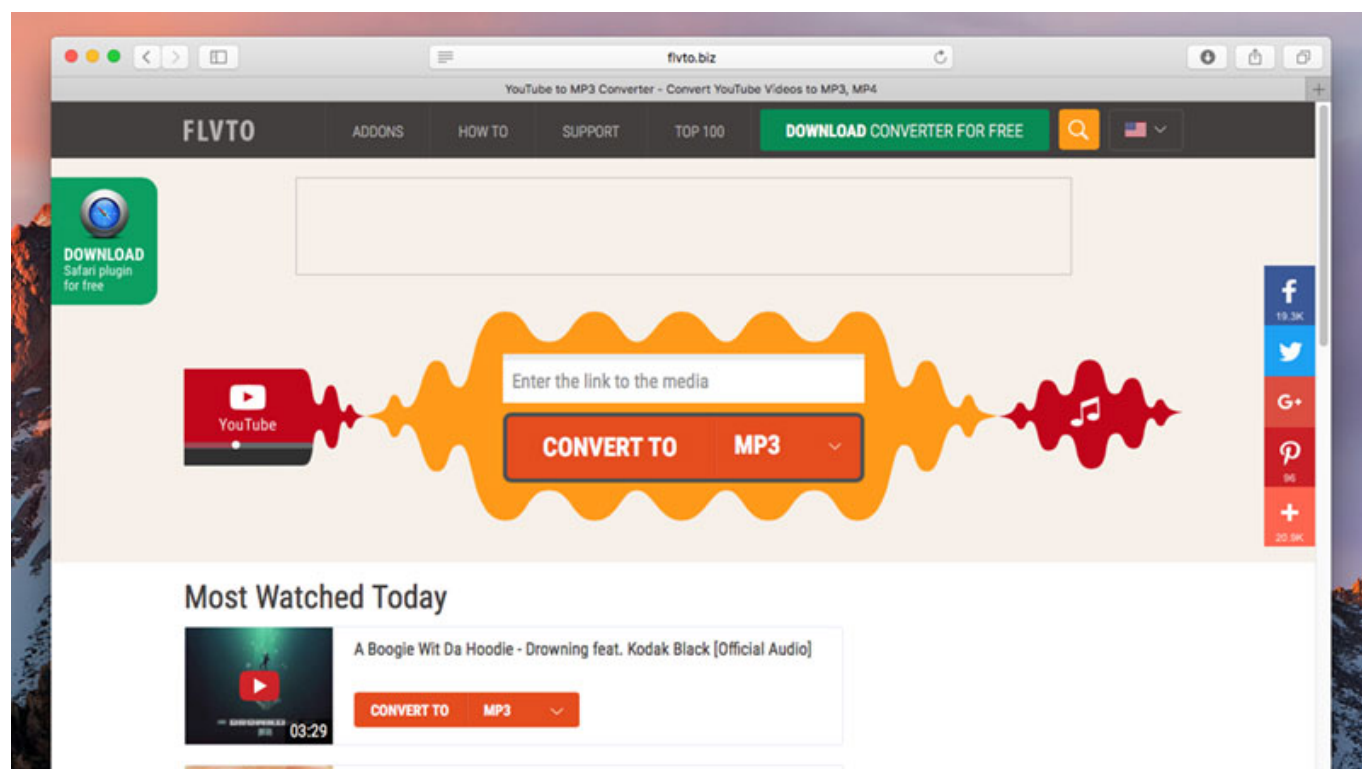 flvto.biz
YouTube to MP3 Converter - Convert YouTube Videos to MP3, MP4
FLVTO
ADDONS
HOW TO
SUPPORT
TOP 100
DOWNLOAD CONVERTER FOR FREE
DOWNLOAD
Safari plugin
for free
19.3K
Enter the link to the media
YouTube
CONVERT TO MP3
G+
96
20.9K
Most Watched Today
A Boogie Wit Da Hoodie - Drowning feat. Kodak Black [Official Audio]
CONVERT TO MP3
03:29